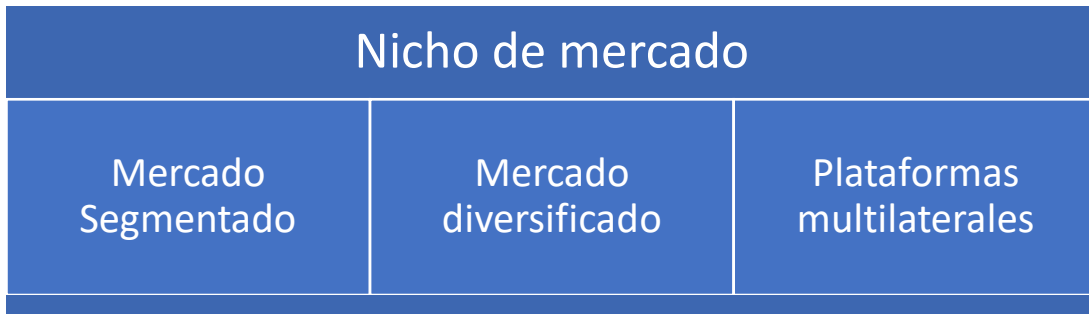 Nicho de mercado
Mercado
Segmentado
Mercado
diversificado
Plataformas
multilaterales